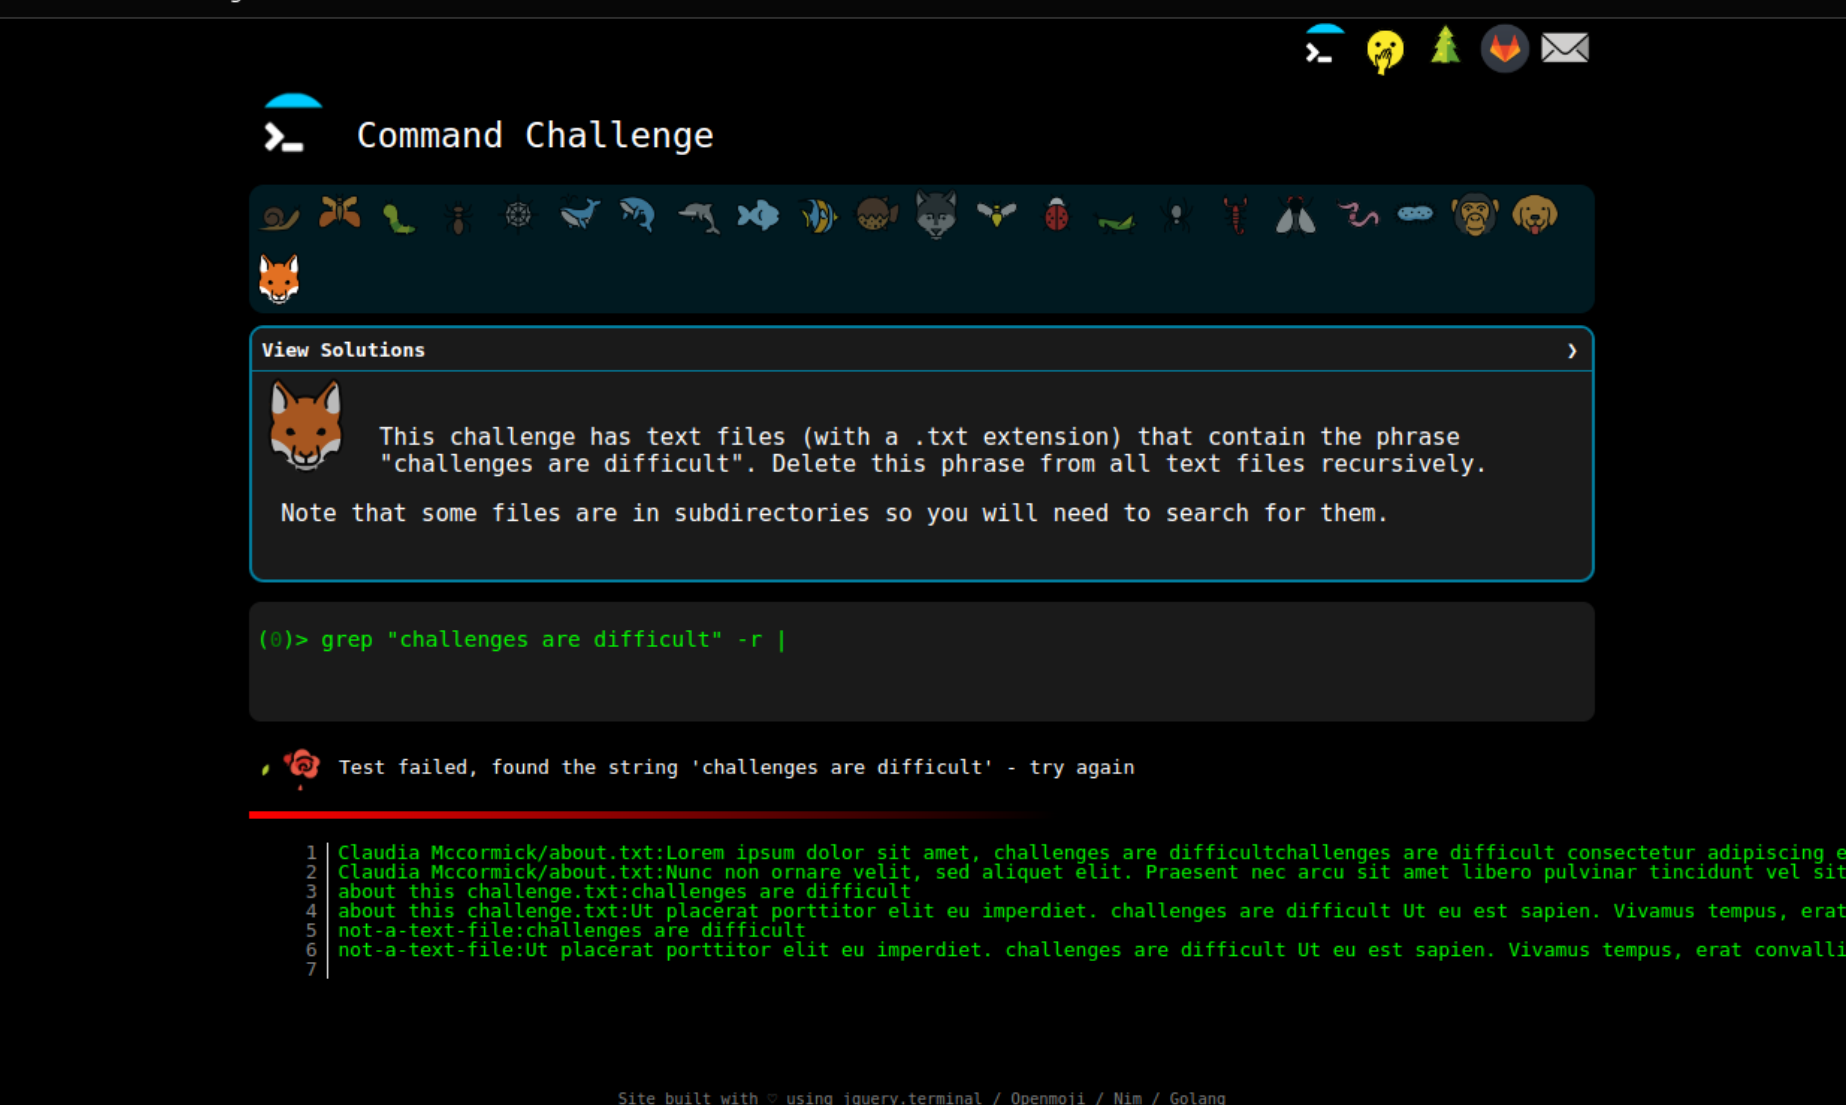 Command Challenge
View Solutions ❯
This challenge has text files (with a .txt extension) that contain the phrase
"challenges are difficult". Delete this phrase from all text files recursively.
Note that some files are in subdirectories so you will need to search for them.
(0)> grep "challenges are difficult" -r |
Test failed, found the string 'challenges are difficult' - try again
1 Claudia Mccormick/about.txt:Lorem ipsum dolor sit amet, challenges are difficultchallenges are difficult consectetur adipiscing e
2 Claudia Mccormick/about.txt:Nunc non ornare velit, sed aliquet elit. Praesent nec arcu sit amet libero pulvinar tincidunt vel sit
3 about this challenge.txt:challenges are difficult
4 about this challenge.txt:Ut placerat porttitor elit eu imperdiet. challenges are difficult Ut eu est sapien. Vivamus tempus, erat
5 not-a-text-file:challenges are difficult
6 not-a-text-file:Ut placerat porttitor elit eu imperdiet. challenges are difficult Ut eu est sapien. Vivamus tempus, erat convalli
7
Site built with ♡ using jquery.terminal / Openmoji / Nim / Golang